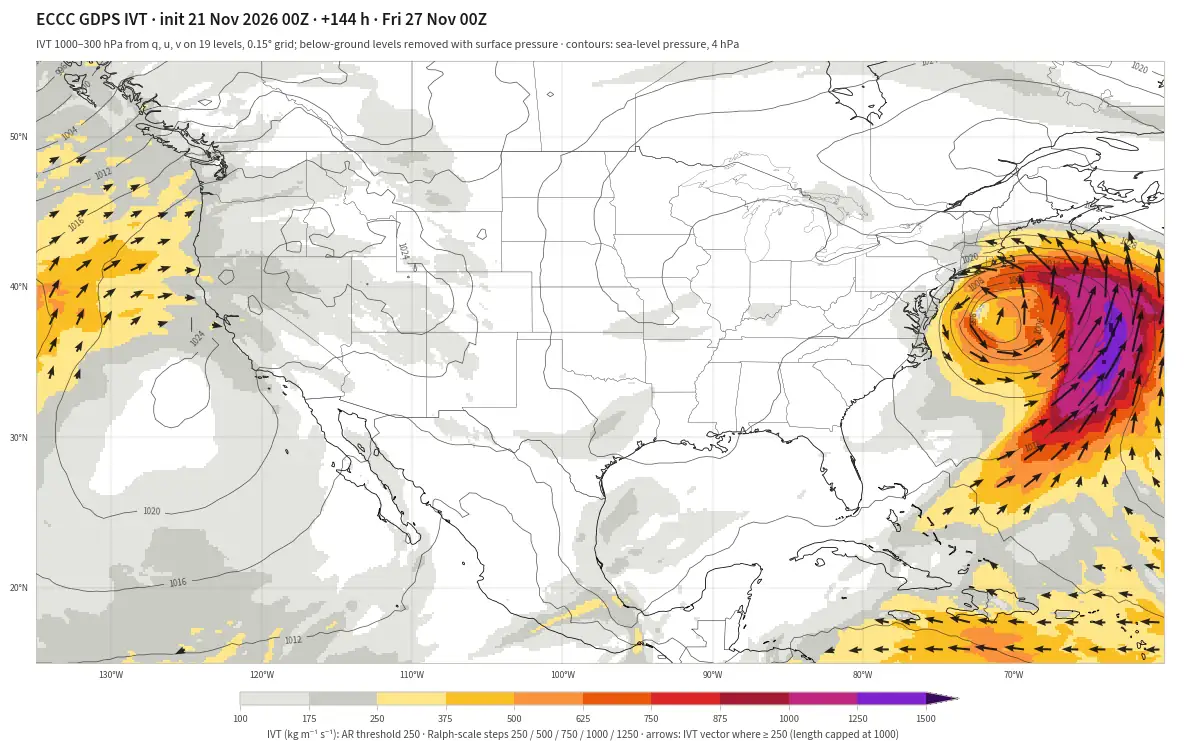 ECCC GDPS IVT · init 21 Nov 2026 00Z · +144 h · Fri 27 Nov 00Z
IVT 1000–300 hPa from q, u, v on 19 levels, 0.15° grid; below-ground levels removed with surface pressure · contours: sea-level pressure, 4 hPa
1020
1004
50°N
1012
1016
1024
1020
40°N
1024
30°N
1020
20°N
1016
1012
130°W 120°W 110°W 100°W 90°W 80°W 70°W
100 175 250 375 500 625 750 875 1000 1250 1500
IVT (kg m⁻¹ s⁻¹): AR threshold 250 · Ralph-scale steps 250 / 500 / 750 / 1000 / 1250 · arrows: IVT vector where ≥ 250 (length capped at 1000)